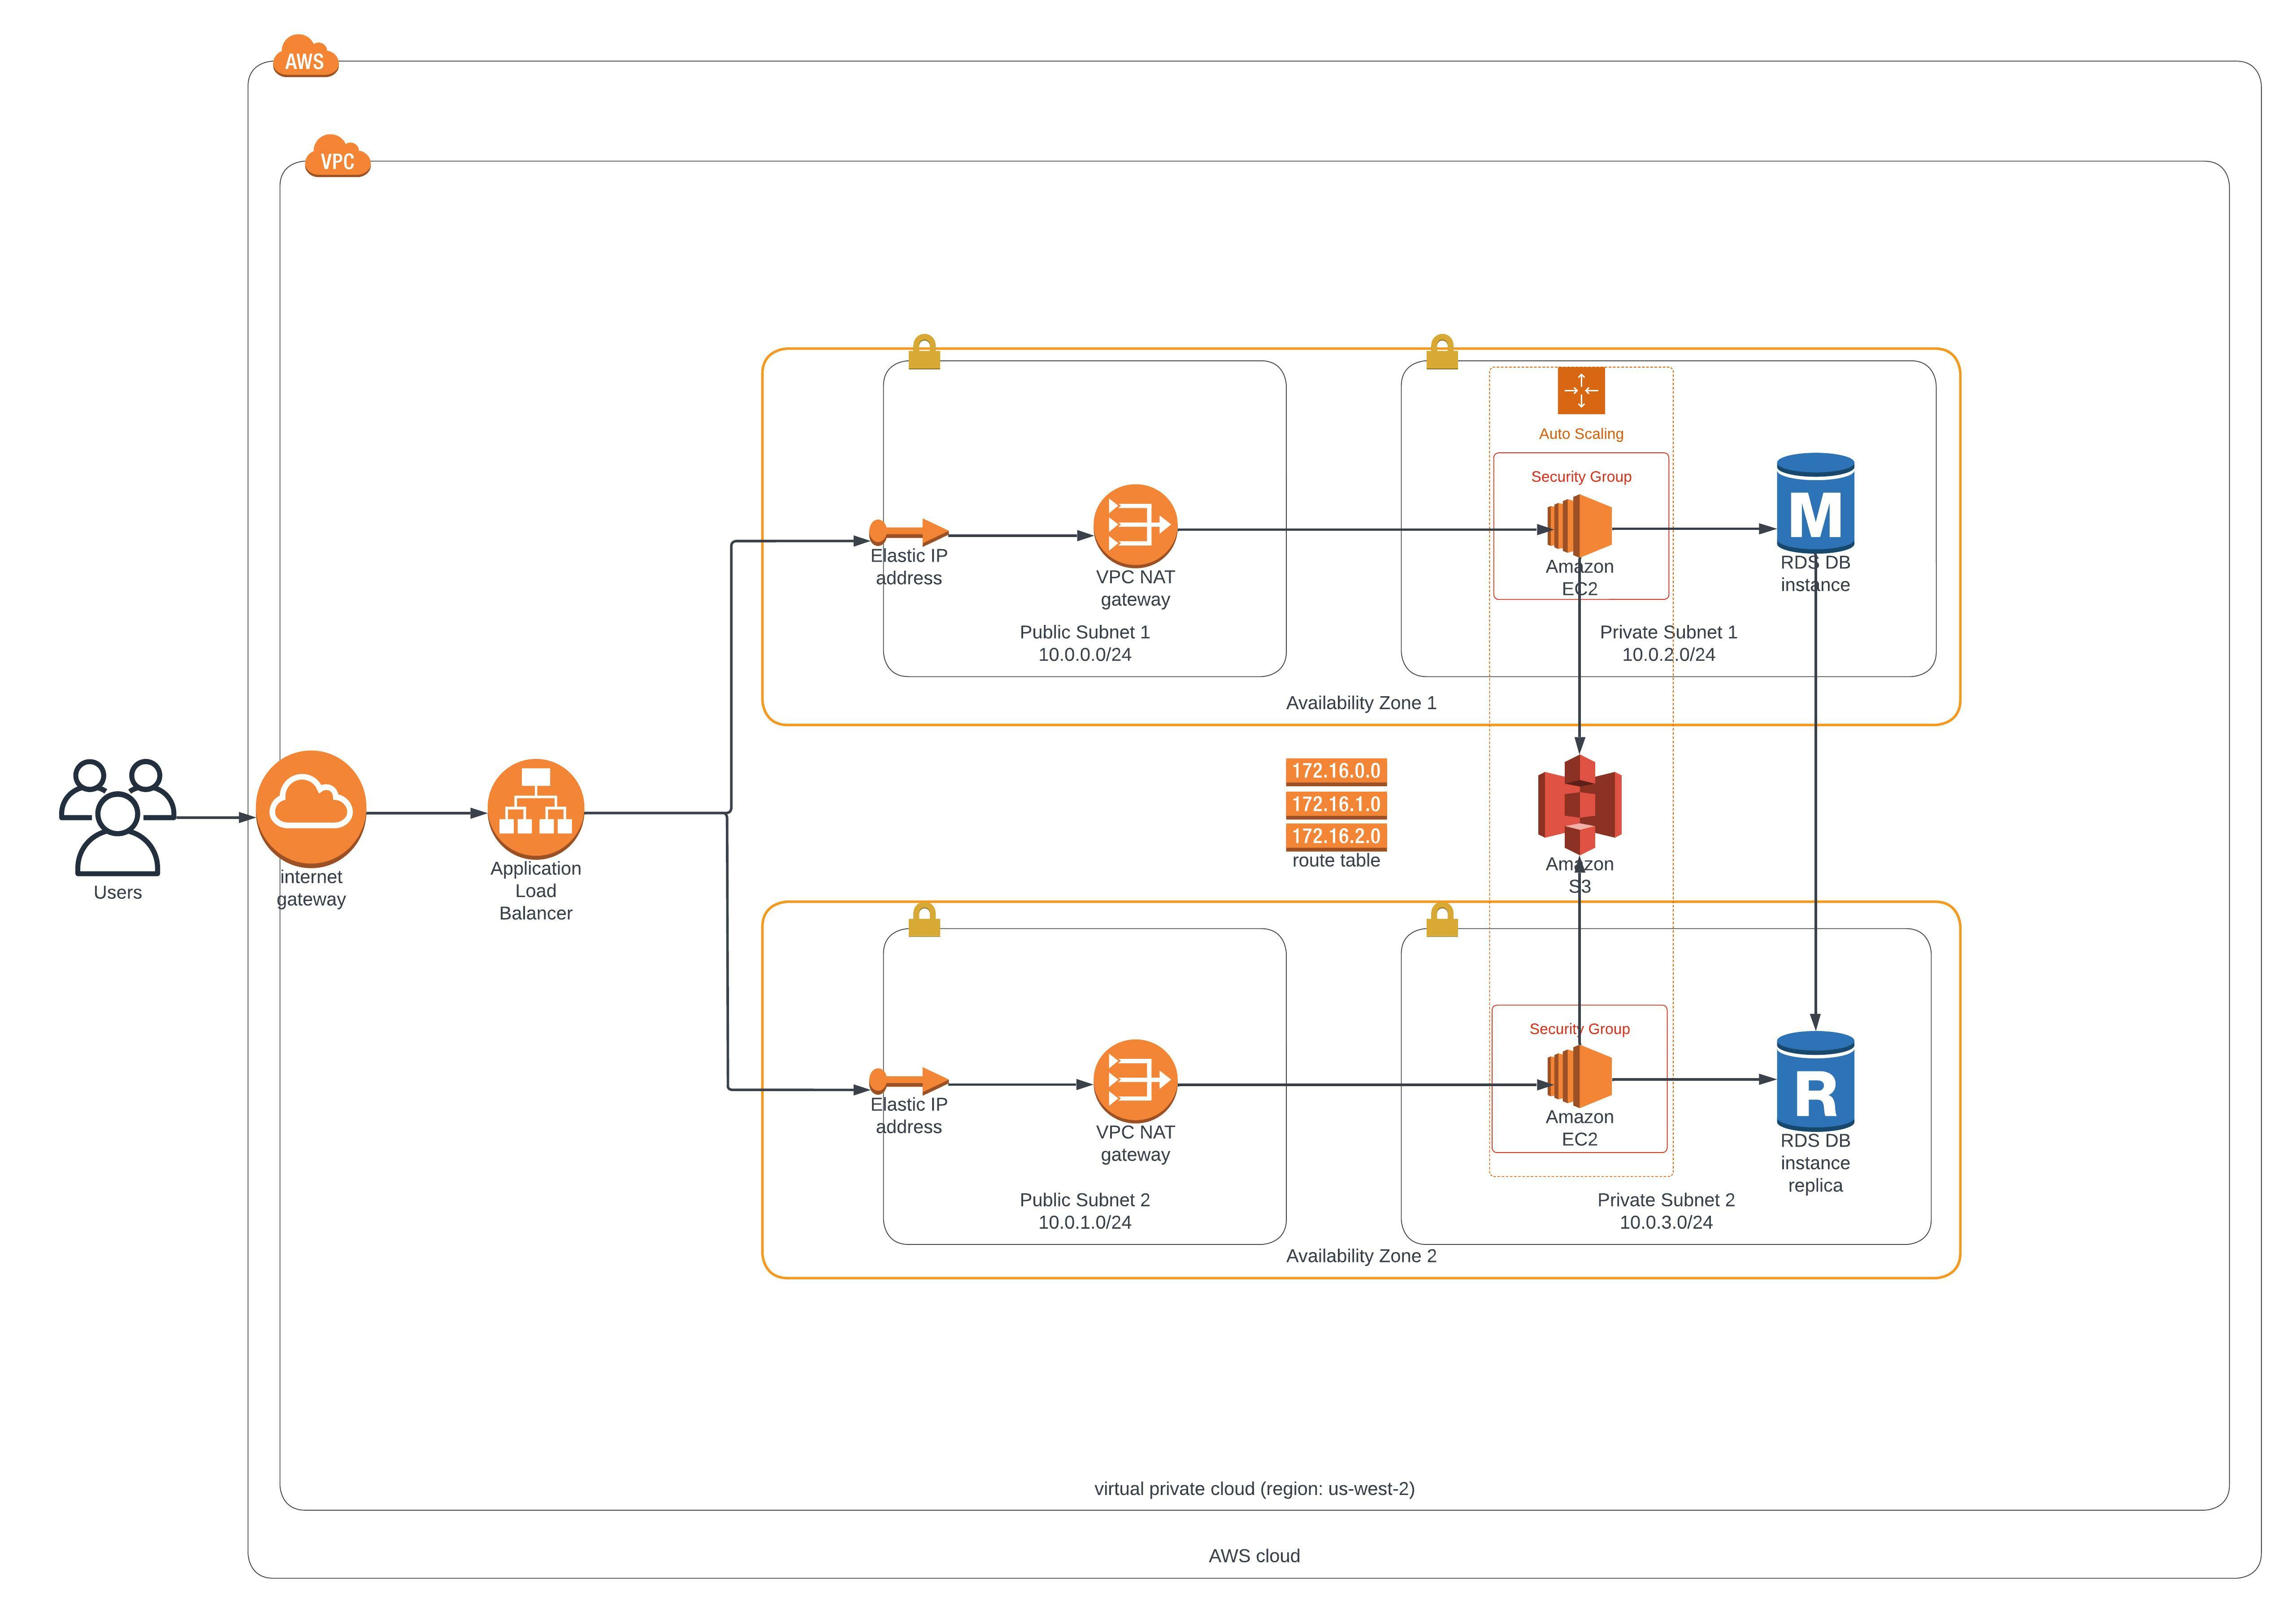 AWS
VPC
Auto Scaling
Security Group
M
Elastic IP
address
VPC NAT
gateway
Amazon
EC2
RDS DB
instance
Public Subnet 1
10.0.0.0/24
Private Subnet 1
10.0.2.0/24
Availability Zone 1
Users
internet
gateway
Application
Load
Balancer
172.16.0.0
172.16.1.0
172.16.2.0
route table
Amazon
S3
Security Group
R
Elastic IP
address
VPC NAT
gateway
Amazon
EC2
RDS DB
instance
replica
Public Subnet 2
10.0.1.0/24
Private Subnet 2
10.0.3.0/24
Availability Zone 2
virtual private cloud (region: us-west-2)
AWS cloud